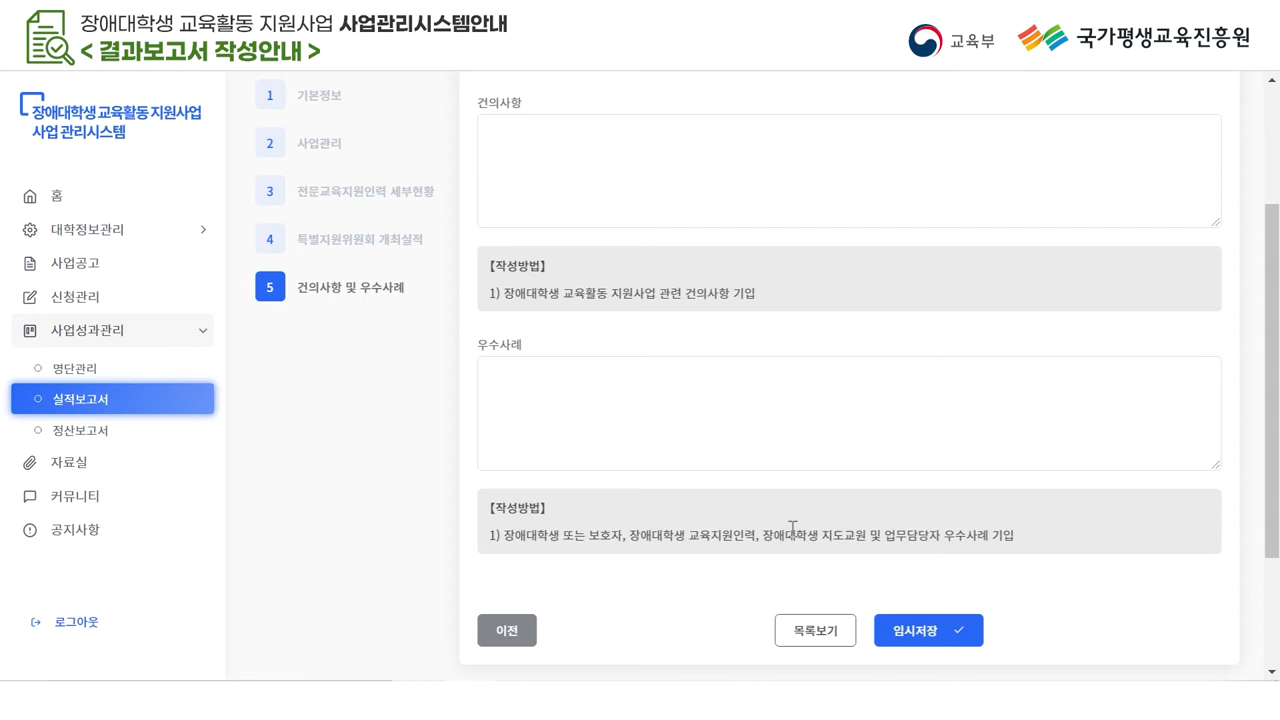 장애대학생 교육활동 지원사업 사업관리시스템안내
< 결과보고서 작성안내 >
교육부
국가평생교육진흥원
장애대학생 교육활동 지원사업
사업 관리시스템
홈
대학정보관리
사업공고
신청관리
사업성과관리
명단관리
실적보고서
정산보고서
자료실
커뮤니티
공지사항
로그아웃
1 기본정보
2 사업관리
3 전문교육지원인력 세부현황
4 특별지원위원회 개최실적
5 건의사항 및 우수사례
건의사항
【작성방법】
1) 장애대학생 교육활동 지원사업 관련 건의사항 기입
우수사례
【작성방법】
1) 장애대학생 또는 보호자, 장애대학생 교육지원인력, 장애대학생 지도교원 및 업무담당자 우수사례 기입
이전
목록보기
임시저장